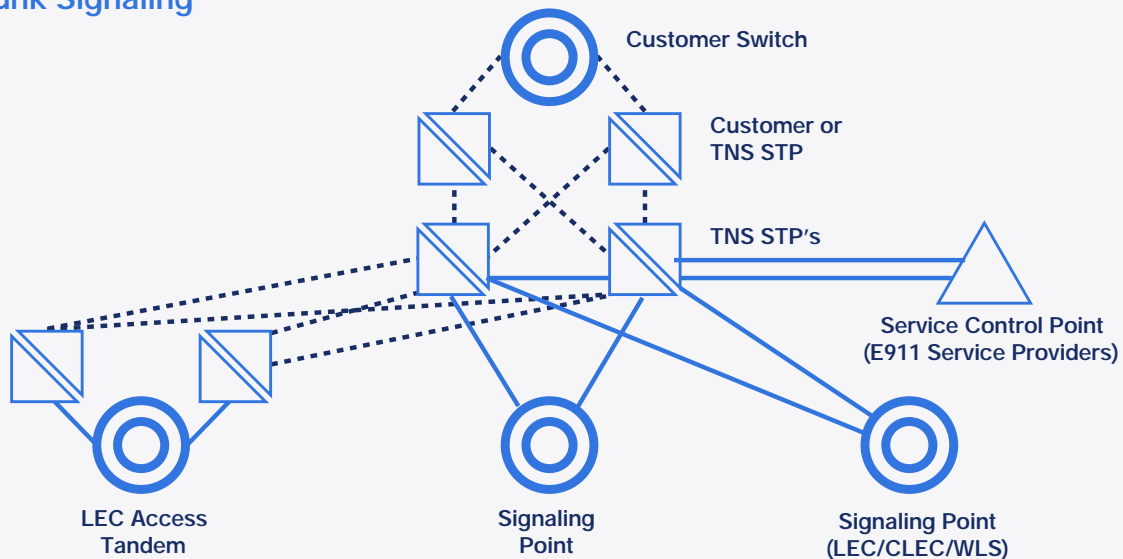 Signaling
Customer Switch
Customer or
TNS STP
TNS STP's
Service Control Point
(E911 Service Providers)
LEC Access
Tandem
Signaling
Point
Signaling Point
(LEC/CLEC/WLS)